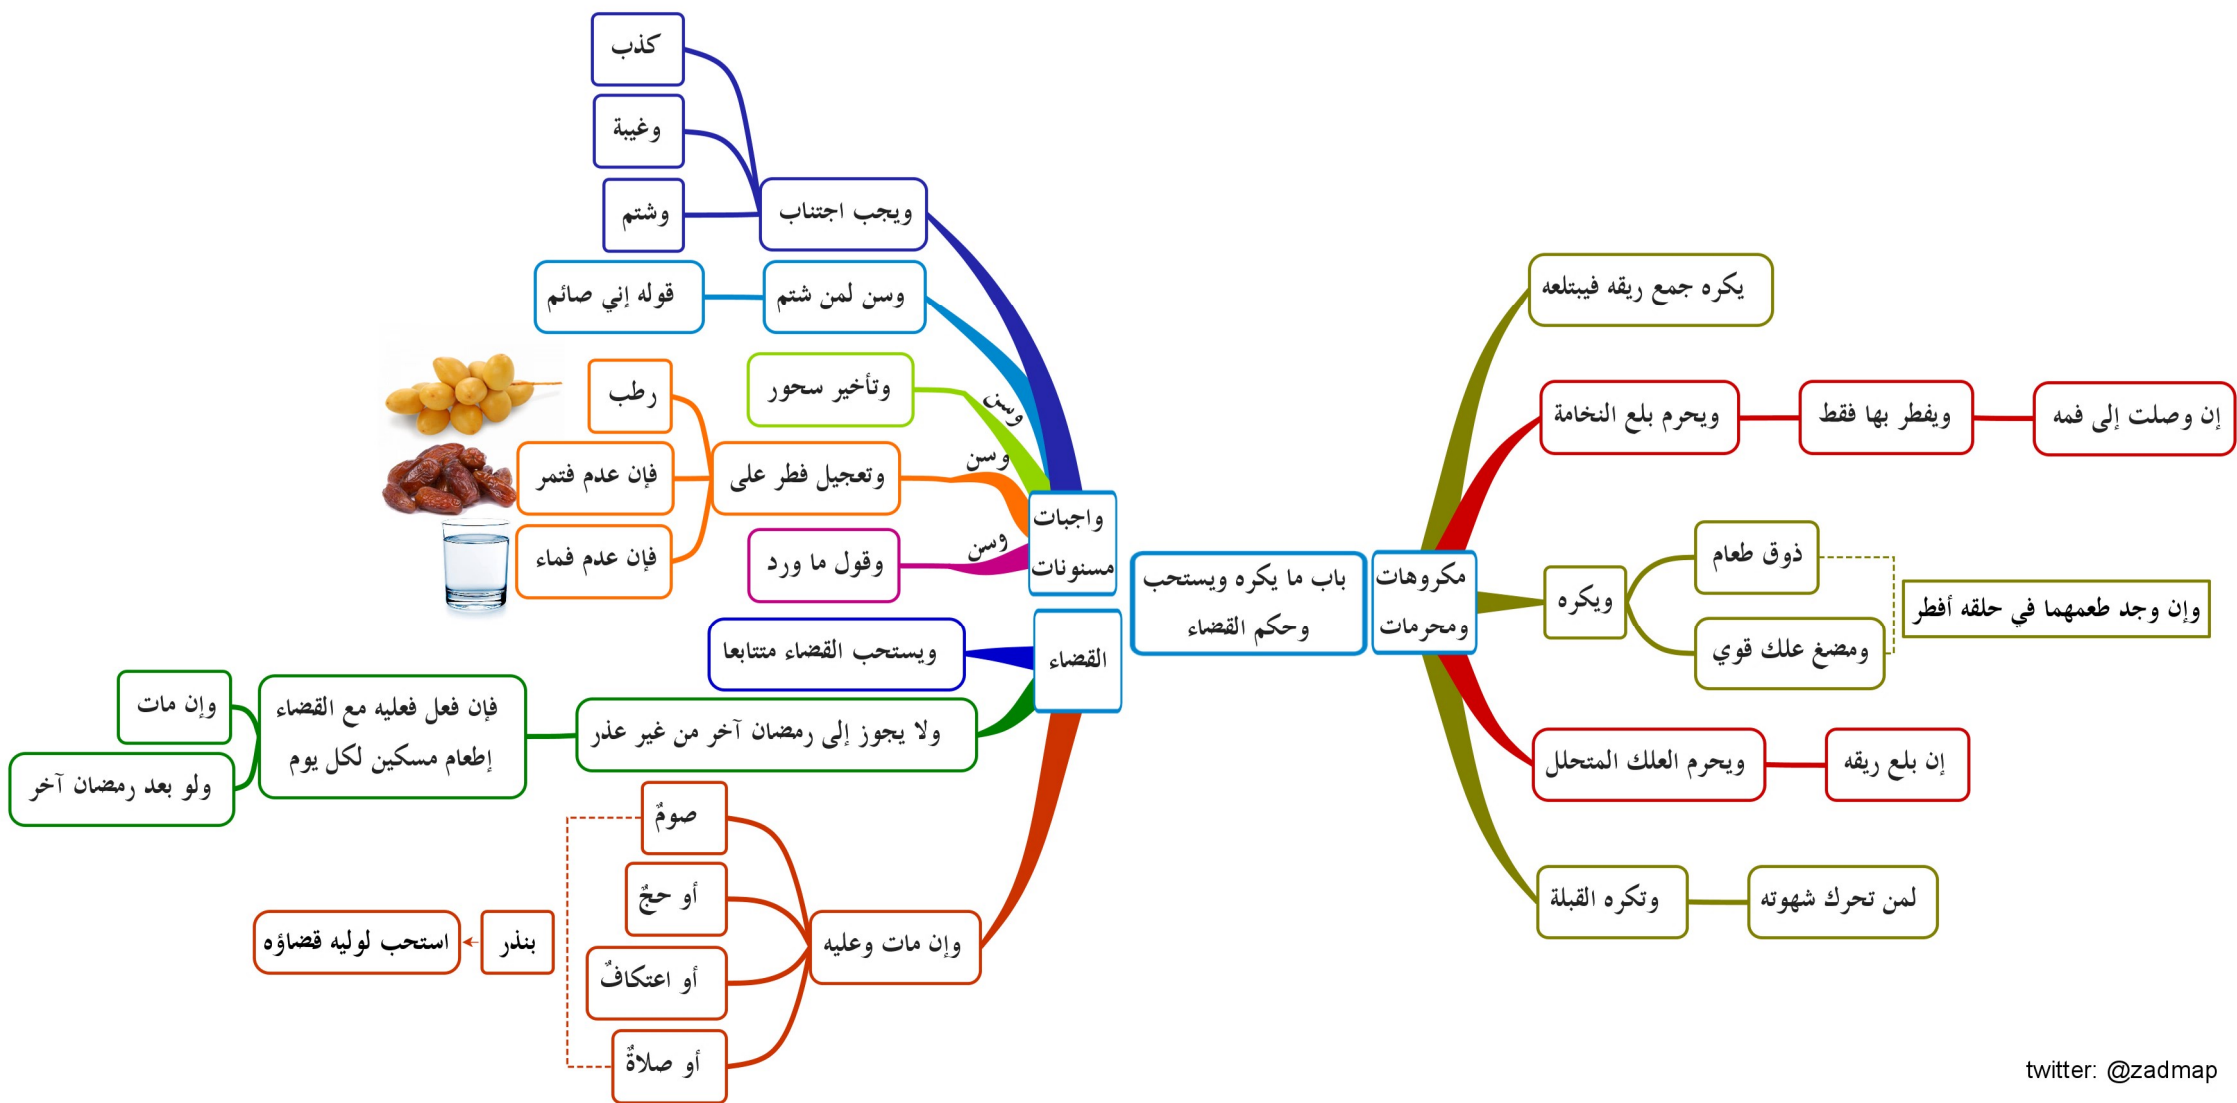 باب ما يكره ويستحب
وحكم القضاء
مكروهات
ومحرمات
يكره جمع ريقه فيبتلعه
ويحرم بلع النخامة
ويفطر بها فقط
إن وصلت إلى فمه
ويكره
ذوق طعام
ومضغ علك قوي
وإن وجد طعمهما في حلقه أفطر
ويحرم العلك المتحلل
إن بلع ريقه
وتكره القبلة
لمن تحرك شهوته
واجبات
مسنونات
ويجب اجتناب
كذب
وغيبة
وشتم
وسن لمن شتم
قوله إني صائم
وسن
وتأخير سحور
وسن
وتعجيل فطر على
رطب
فإن عدم فتمر
فإن عدم فماء
وسن
وقول ما ورد
القضاء
ويستحب القضاء متتابعا
ولا يجوز إلى رمضان آخر من غير عذر
فإن فعل فعليه مع القضاء
إطعام مسكين لكل يوم
وإن مات
ولو بعد رمضان آخر
وإن مات وعليه
صومٌ
أو حجٌ
أو اعتكافٌ
أو صلاةٌ
بنذر
استحب لوليه قضاؤه
twitter: @zadmap